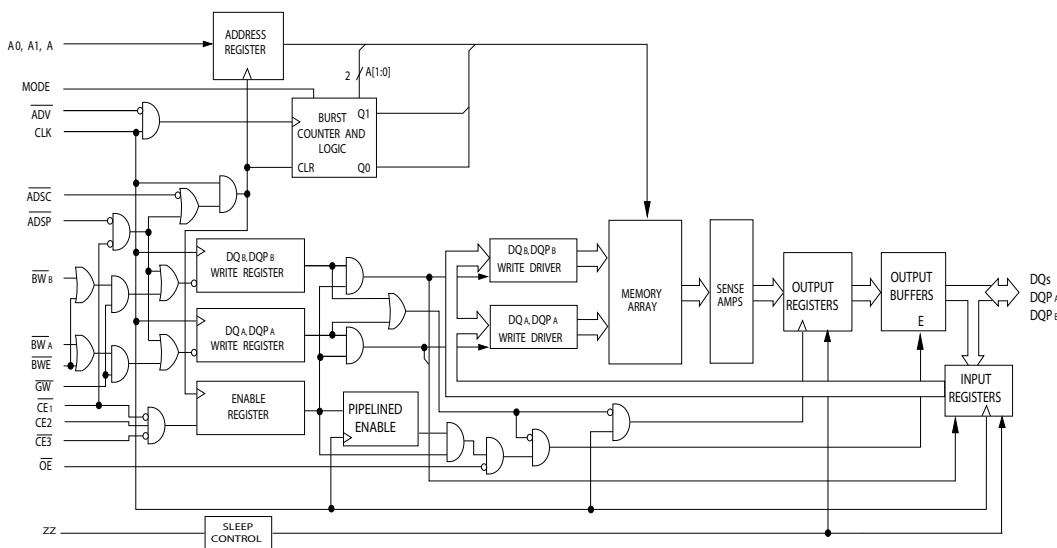 A0, A1, A
ADDRESS
REGISTER
2
A[1:0]
MODE
ADV
CLK
BURST
COUNTER AND
LOGIC
Q1
CLR
Q0
ADSC
ADSP
DQB, DQPB
WRITE REGISTER
DQB, DQPB
WRITE DRIVER
BWB
MEMORY
ARRAY
SENSE
AMPS
OUTPUT
REGISTERS
OUTPUT
BUFFERS
E
DQs
DQPA
DQPB
DQA, DQPA
WRITE REGISTER
DQA, DQPA
WRITE DRIVER
BWA
BWE
GW
CE1
CE2
CE3
ENABLE
REGISTER
PIPELINED
ENABLE
INPUT
REGISTERS
OE
ZZ
SLEEP
CONTROL